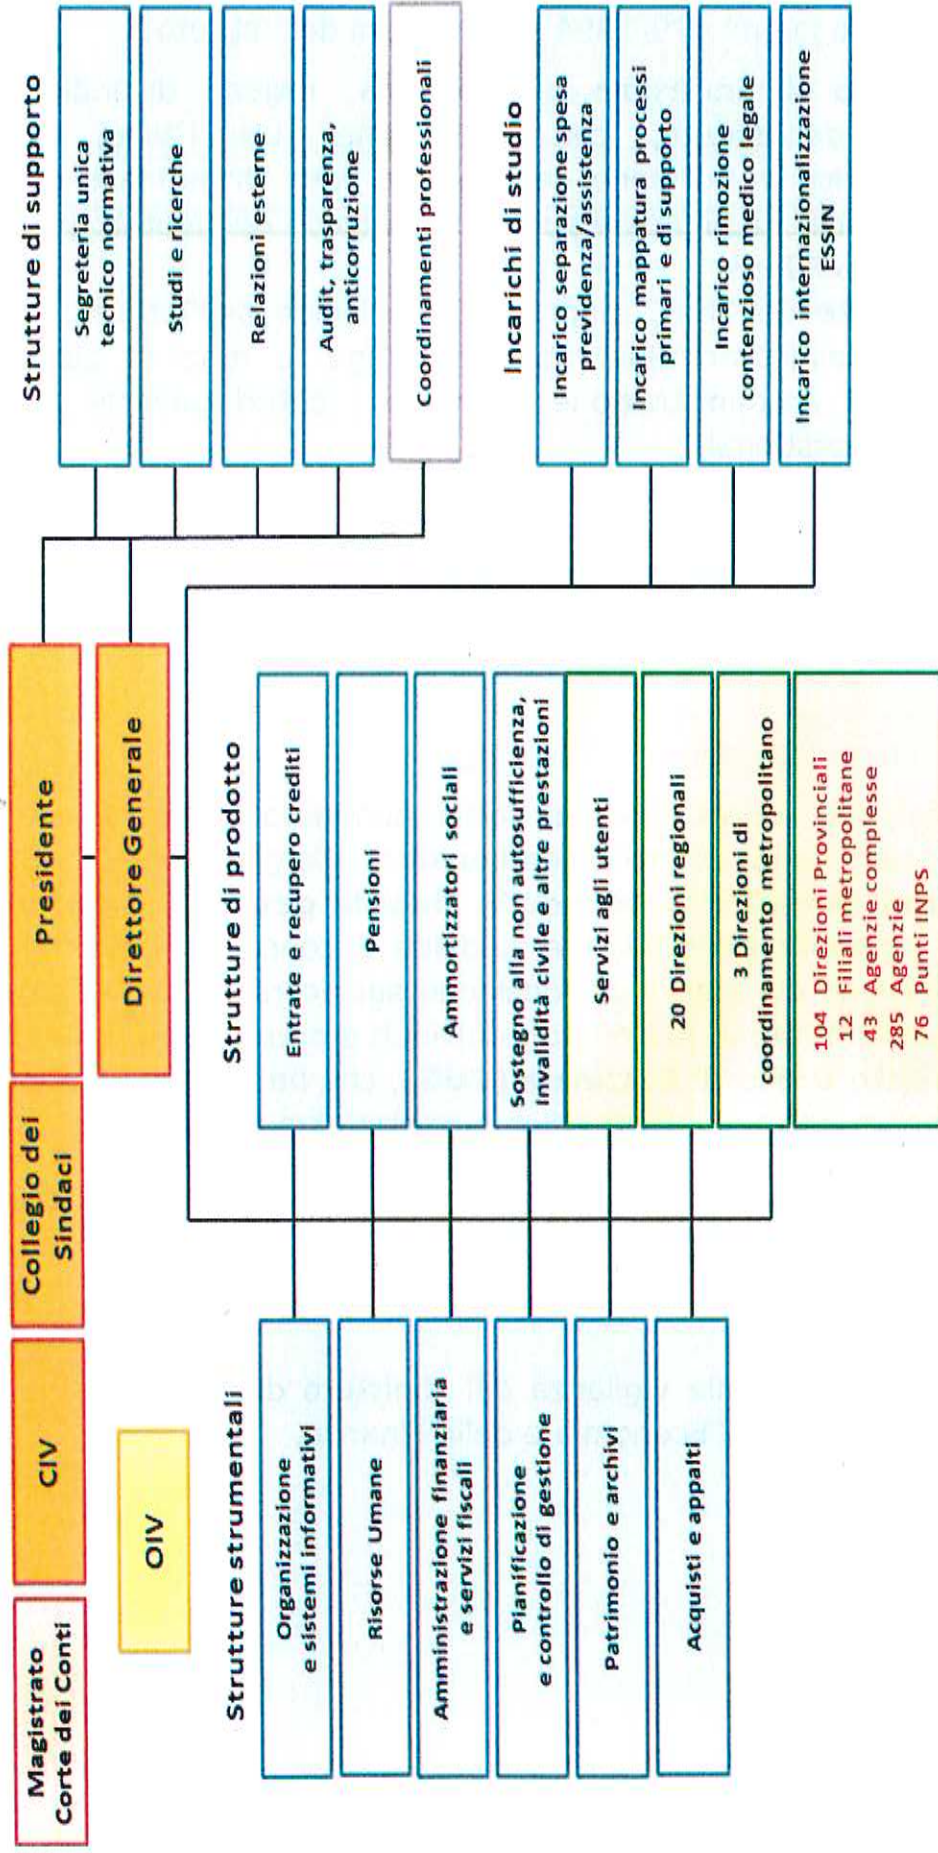 Magistrato
Corte dei Conti
CIV
Collegio dei
Sindaci
Presidente
OIV
Direttore Generale
Strutture strumentali
Organizzazione
e sistemi informativi
Risorse Umane
Amministrazione finanziaria
e servizi fiscali
Pianificazione
e controllo di gestione
Patrimonio e archivi
Acquisti e appalti
Strutture di prodotto
Entrate e recupero crediti
Pensioni
Ammortizzatori sociali
Sostegno alla non autosufficienza,
Invalidità civile e altre prestazioni
Servizi agli utenti
20 Direzioni regionali
3 Direzioni di
coordinamento metropolitano
104 Direzioni Provinciali
12 Filiali metropolitane
43 Agenzie complesse
285 Agenzie
76 Punti INPS
Strutture di supporto
Segreteria unica
tecnico normativa
Studi e ricerche
Relazioni esterne
Audit, trasparenza,
anticorruzione
Coordinamenti professionali
Incarichi di studio
Incarico separazione spesa
previdenza/assistenza
Incarico mappatura processi
primari e di supporto
Incarico rimozione
contenzioso medico legale
Incarico internazionalizzazione
ESSIN